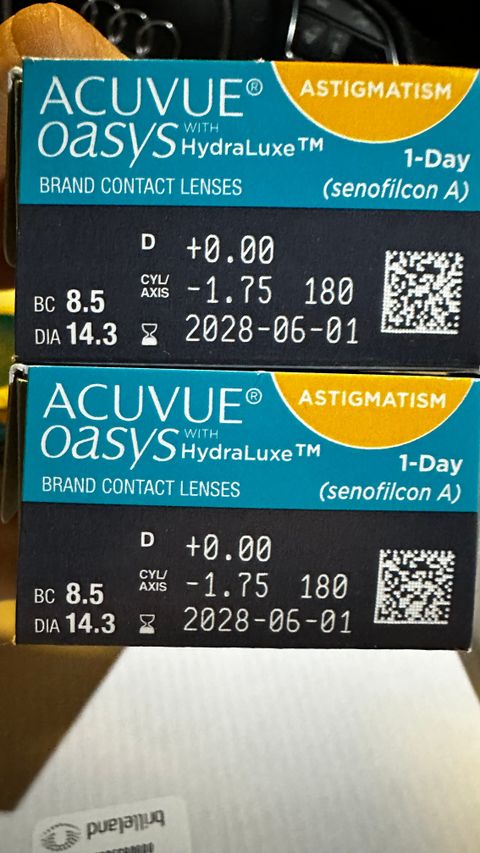 ACUVUE®
ASTIGMATISM
oasys WITH HydraLuxe™
1-Day
BRAND CONTACT LENSES
(senofilcon A)
D +0.00
CYL/AXIS -1.75 180
BC 8.5
DIA 14.3
2028-06-01
ACUVUE®
ASTIGMATISM
oasys WITH HydraLuxe™
1-Day
BRAND CONTACT LENSES
(senofilcon A)
D +0.00
CYL/AXIS -1.75 180
BC 8.5
DIA 14.3
2028-06-01
brilleland